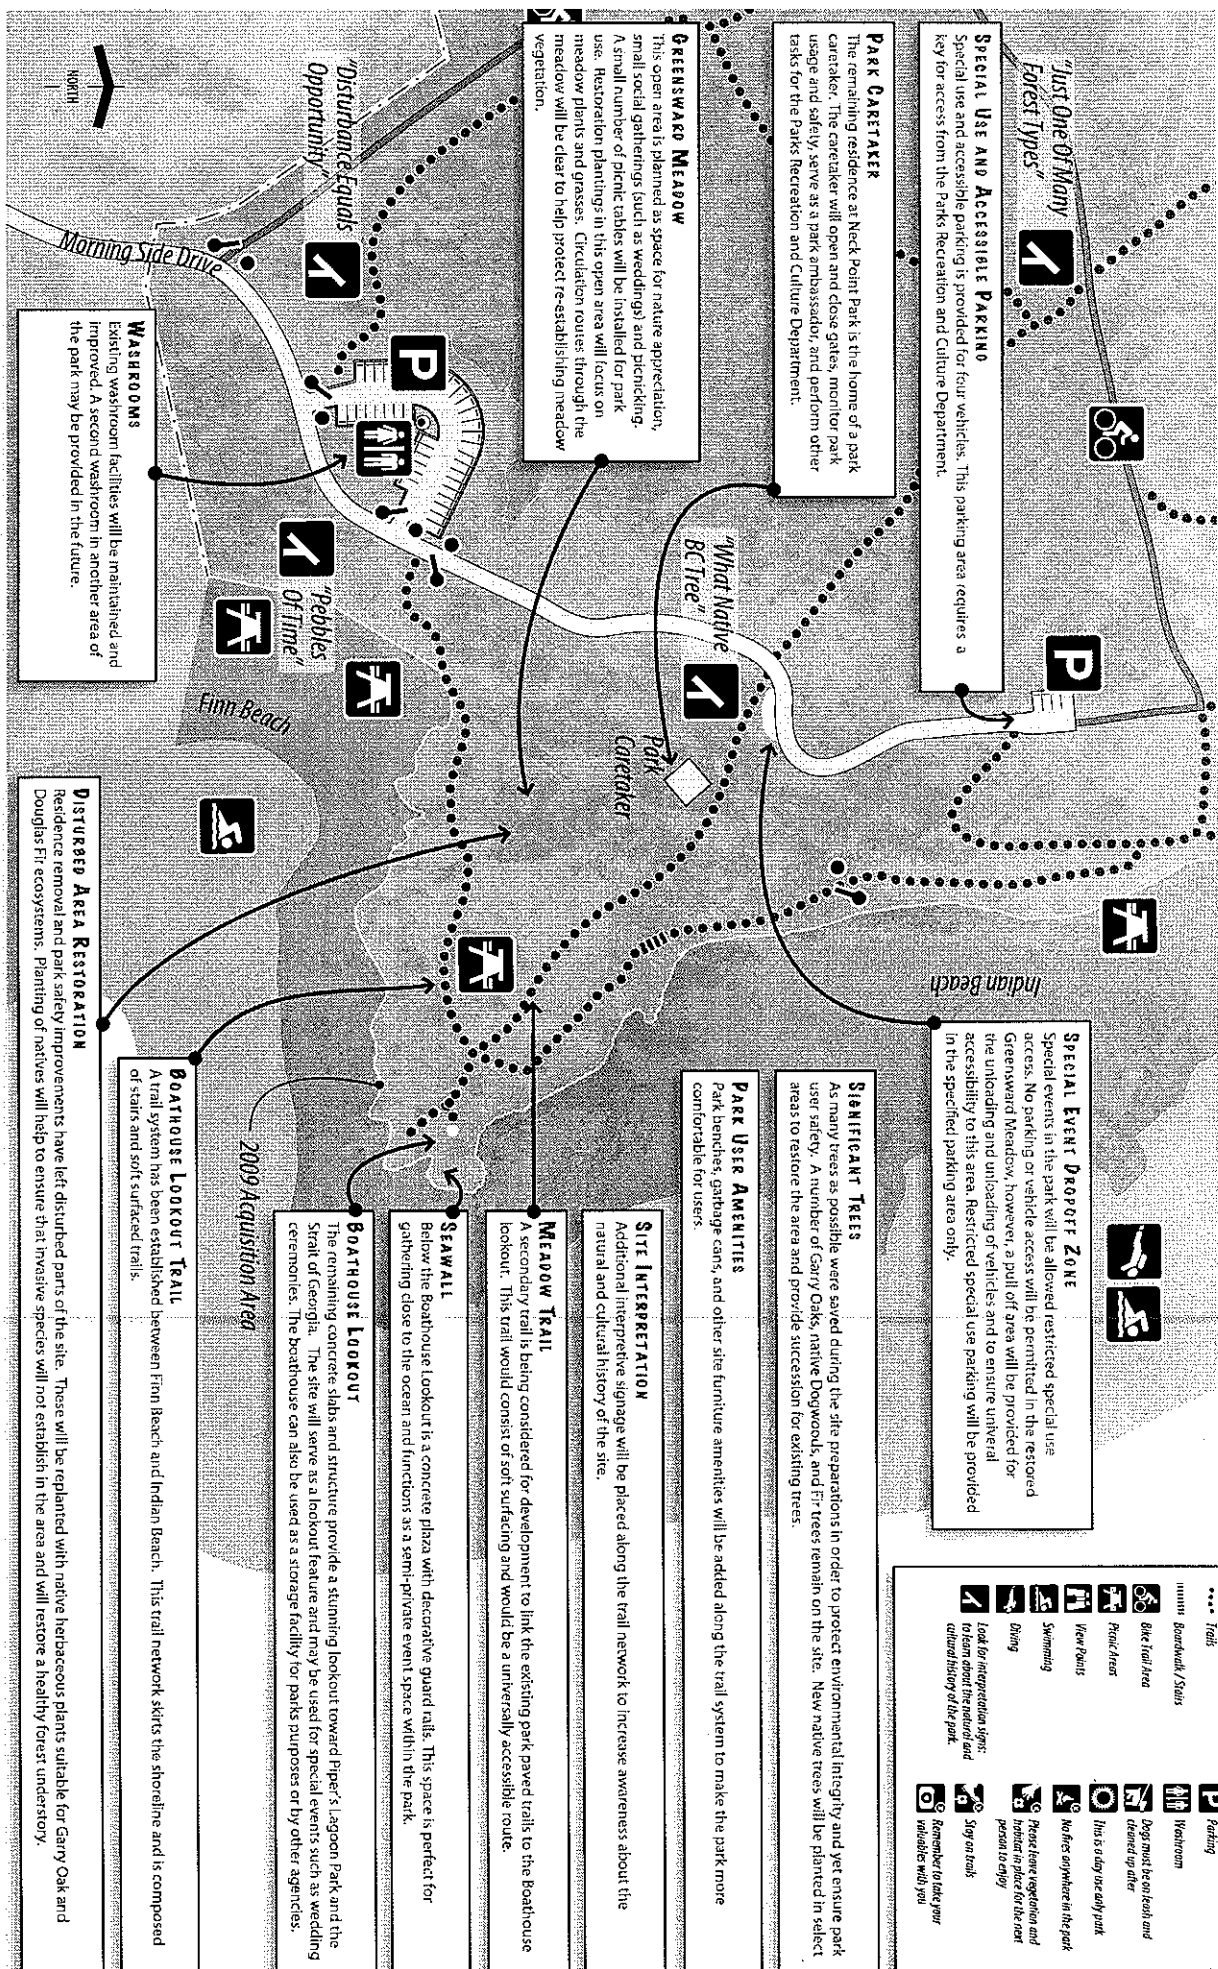 SPECIAL USE AND ACCESSIBLE PARKING
Special use and accessible parking is provided for four vehicles. This parking area requires a
key for access from the Parks Recreation and Culture Department.
PARK CARETAKER
The remaining residence at Neck Point Park is the home of a park
caretaker. The caretaker will open and close gates, monitor park
usage and safety, serve as a park ambassador, and perform other
tasks for the Parks Recreation and Culture Department.
GREENSWARD MEADOW
This open area is planned as space for nature appreciation,
small social gatherings (such as weddings) and picnicking.
A small number of picnic tables will be installed for park
use. Restoration plantings in this open area will focus on
meadow plants and grasses. Circulation routes through the
meadow will be clear to help protect re-establishing meadow
vegetation.
"Just One Of Many
Forest Types"
"Disturbance Equals
Opportunity"
NORTH
Morning Side Drive
P
P
WASHROOMS
Existing washroom facilities will be maintained and
improved. A second washroom in another area of
the park may be provided in the future.
"What Native
BC Tree"
"Pebbles
Of Time"
Finn Beach
Park
Caretaker
Indian Beach
2009 Acquistion Area
SPECIAL EVENT DROPOFF ZONE
Special events in the park will be allowed restricted special use
access. No parking or vehicle access will be permitted in the restored
Greensward Meadow, however, a pull off area will be provided for
the unloading and unloading of vehicles and to ensure univeral
accessibility to this area. Restricted special use parking will be provided
in the specified parking area only.
SIGNIFICANT TREES
As many trees as possible were saved during the site preparations in order to protect environmental integrity and yet ensure park
user safety. A number of Garry Oaks, native Dogwoods, and Fir trees remain on the site. New native trees will be planted in select
areas to restore the area and provide succession for existing trees.
PARK USER AMENITIES
Park benches, garbage cans, and other site furniture amenities will be added along the trail system to make the park more
comfortable for users.
SITE INTERPRETATION
Additional interpretive signage will be placed along the trail network to increase awareness about the
natural and cultural history of the site.
MEADOW TRAIL
A secondary trail is being considered for development to link the existing park paved trails to the Boathouse
lookout. This trail would consist of soft surfacing and would be a universally accessible route.
SEAWALL
Below the Boathouse Lookout is a concrete plaza with decorative guard rails. This space is perfect for
gathering close to the ocean and functions as a semi-private event space within the park.
BOATHOUSE LOOKOUT
The remaining concrete slabs and structure provide a stunning lookout toward Piper's Lagoon Park and the
Strait of Georgia. The site will serve as a lookout feature and may be used for special events such as wedding
ceremonies. The boathouse can also be used as a storage facility for parks purposes or by other agencies.
BOATHOUSE LOOKOUT TRAIL
A trail system has been established between Finn Beach and Indian Beach. This trail network skirts the shoreline and is composed
of stairs and soft surfaced trails.
DISTURBED AREA RESTORATION
Residence removal and park safety improvements have left disturbed parts of the site. These will be replanted with native herbaceous plants suitable for Garry Oak and
Douglas Fir ecosystems. Planting of natives will help to ensure that invasive species will not establish in the area and will restore a healthy forest understory.
Trails
Boardwalk / Stairs
Bike Trail Area
Picnic Areas
View Points
Swimming
Diving
Look for interpretation signs:
to learn about the natural and
cultural history of the park.
P Parking
Washroom
Dogs must be on leash and
cleaned up after
This is a day use only park
No fires anywhere in the park
Please leave vegetation and
habitat in place for the next
person to enjoy
Stay on trails
Remember to take your
valuables with you